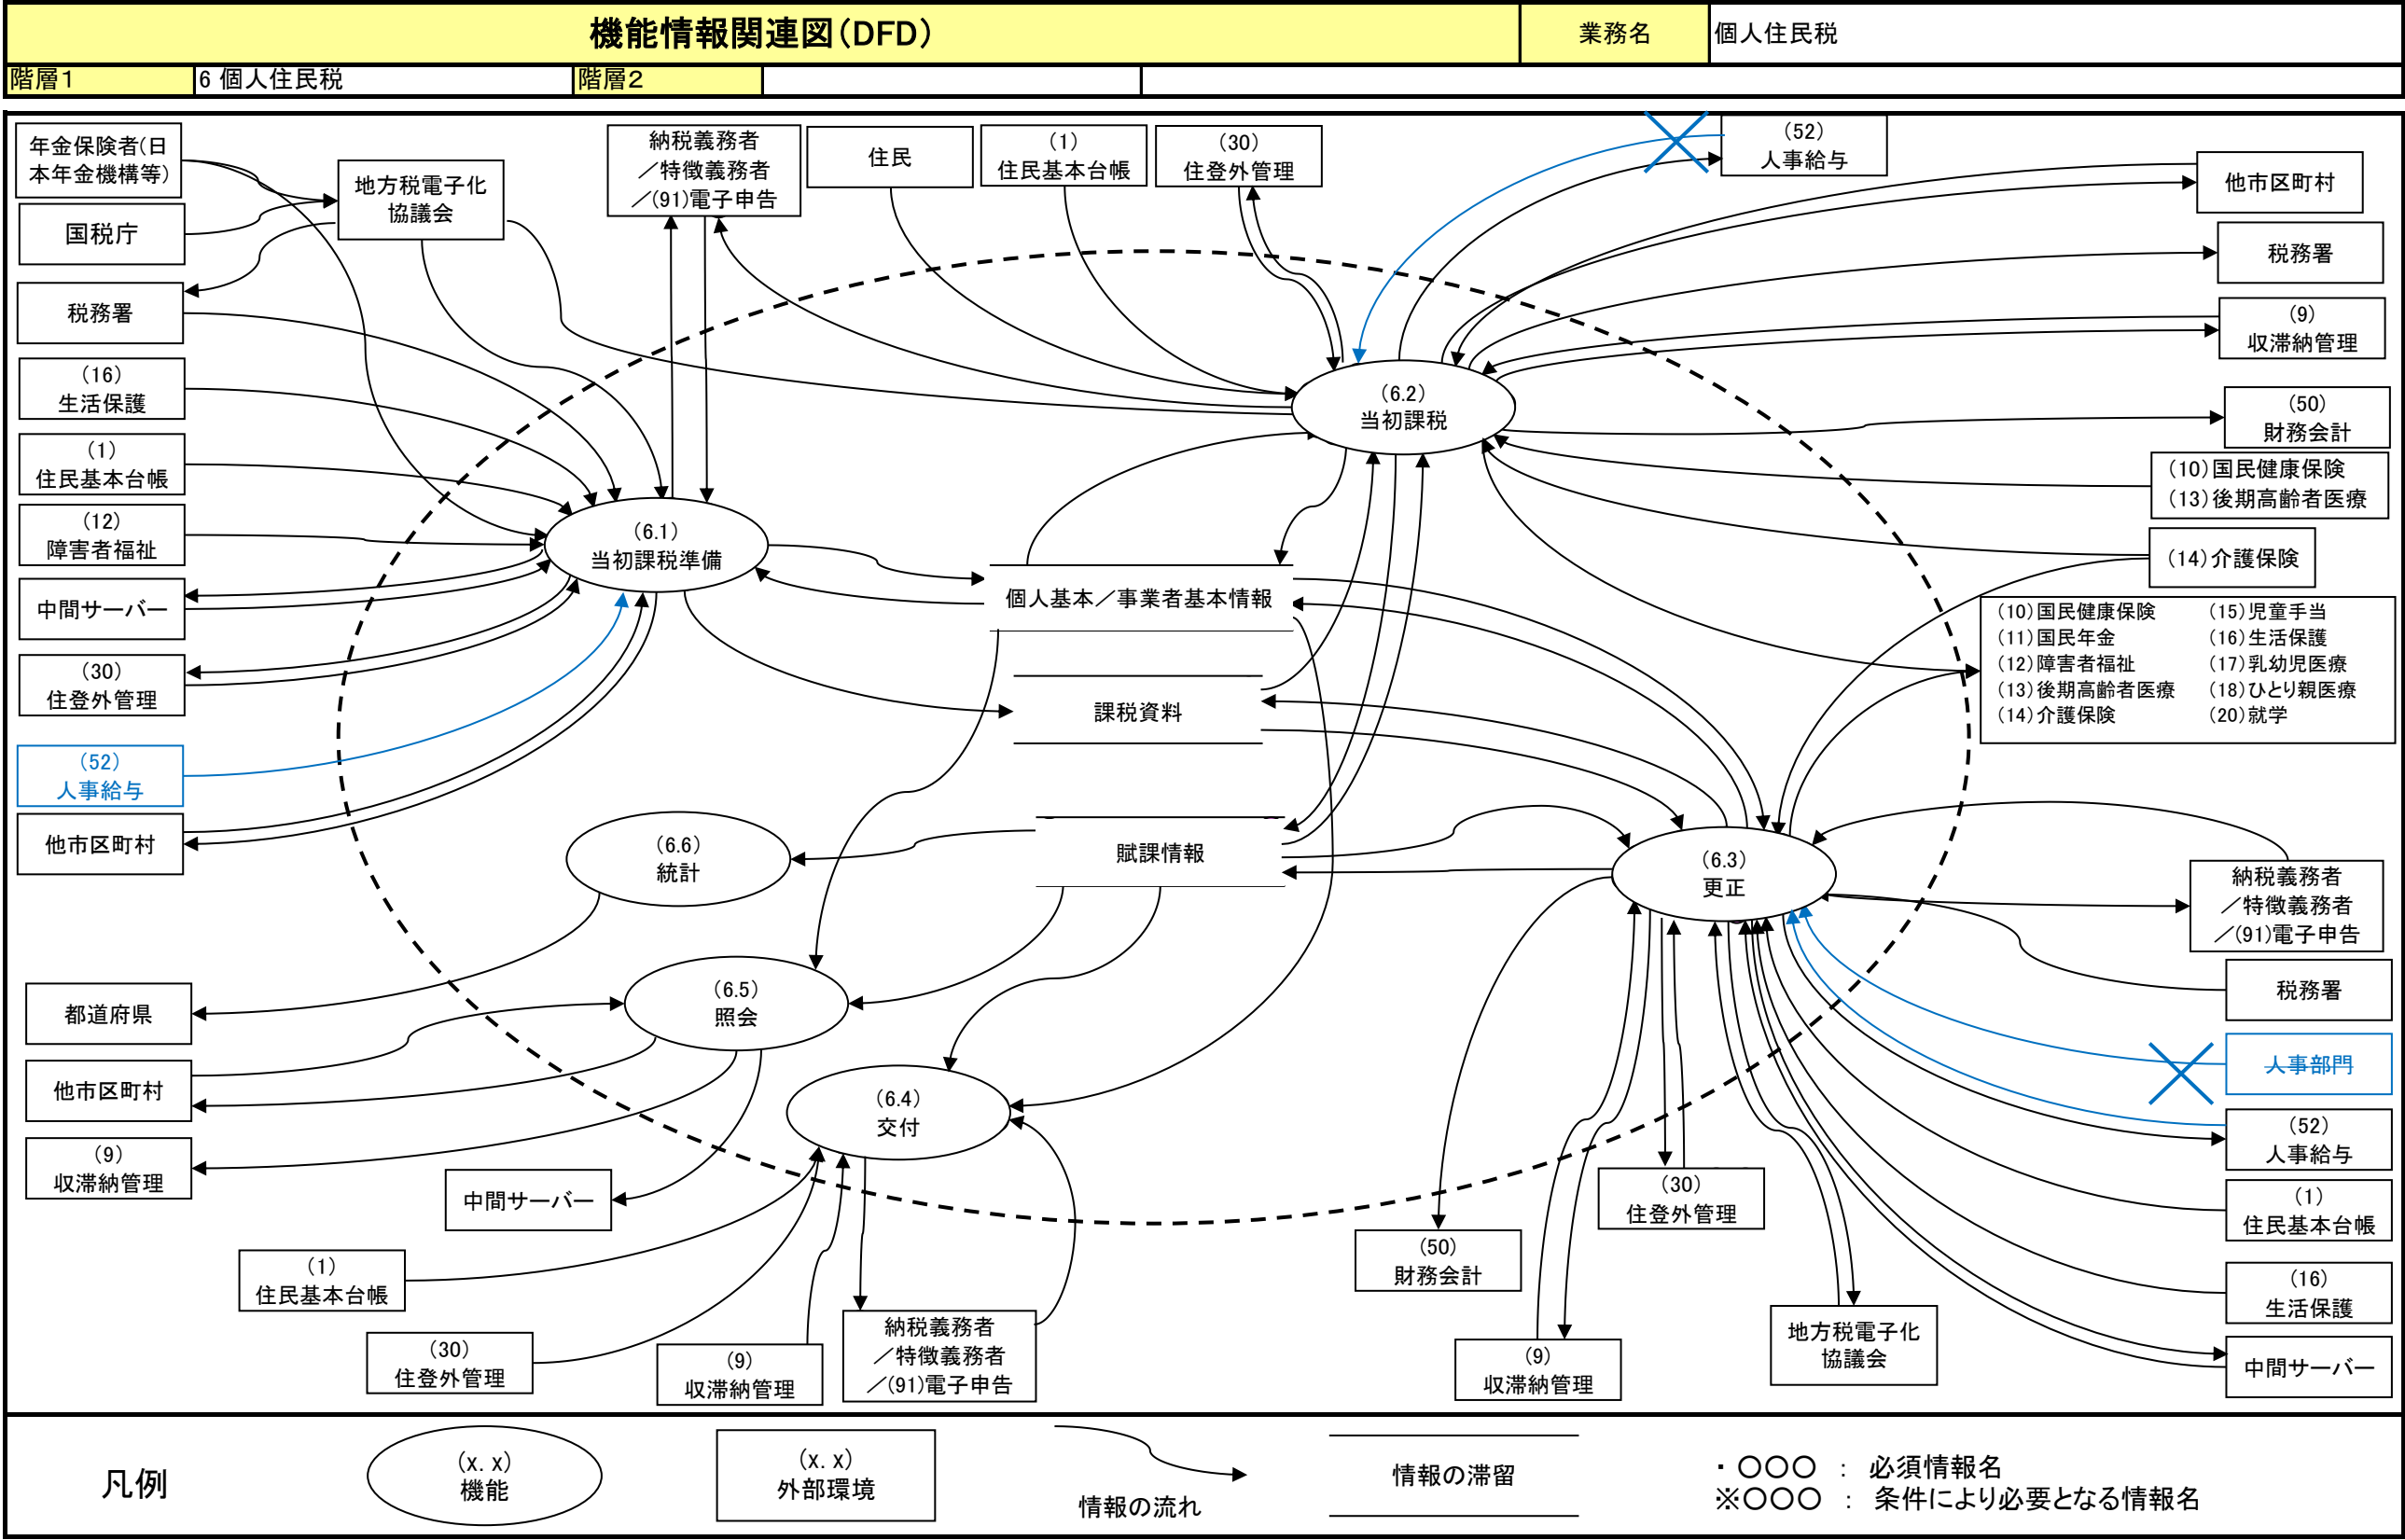 機能情報関連図（DFD）
業務名
個人住民税
階層１
6 個人住民税
階層２
年金保険者（日
本年金機構等）
国税庁
税務署
（16）
生活保護
（1）
住民基本台帳
（12）
障害者福祉
中間サーバー
（30）
住登外管理
（52）
人事給与
他市区町村
地方税電子化
協議会
納税義務者
／特徴義務者
／（91）電子申告
住民
（1）
住民基本台帳
（30）
住登外管理
（52）
人事給与
他市区町村
税務署
（9）
収滞納管理
（50）
財務会計
（10）国民健康保険
（13）後期高齢者医療
（14）介護保険
（10）国民健康保険
（11）国民年金
（12）障害者福祉
（13）後期高齢者医療
（14）介護保険
（15）児童手当
（16）生活保護
（17）乳幼児医療
（18）ひとり親医療
（20）就学
（6.1）
当初課税準備
（6.2）
当初課税
個人基本／事業者基本情報
課税資料
賦課情報
（6.6）
統計
（6.3）
更正
（6.5）
照会
（6.4）
交付
納税義務者
／特徴義務者
／（91）電子申告
税務署
人事部門
（52）
人事給与
（1）
住民基本台帳
（16）
生活保護
中間サーバー
都道府県
他市区町村
（9）
収滞納管理
中間サーバー
（1）
住民基本台帳
（30）
住登外管理
（9）
収滞納管理
納税義務者
／特徴義務者
／（91）電子申告
（50）
財務会計
（30）
住登外管理
（9）
収滞納管理
地方税電子化
協議会
凡例
（x. x）
機能
（x. x）
外部環境
情報の流れ
情報の滞留
・ 〇〇〇 ： 必須情報名
※〇〇〇 ： 条件により必要となる情報名